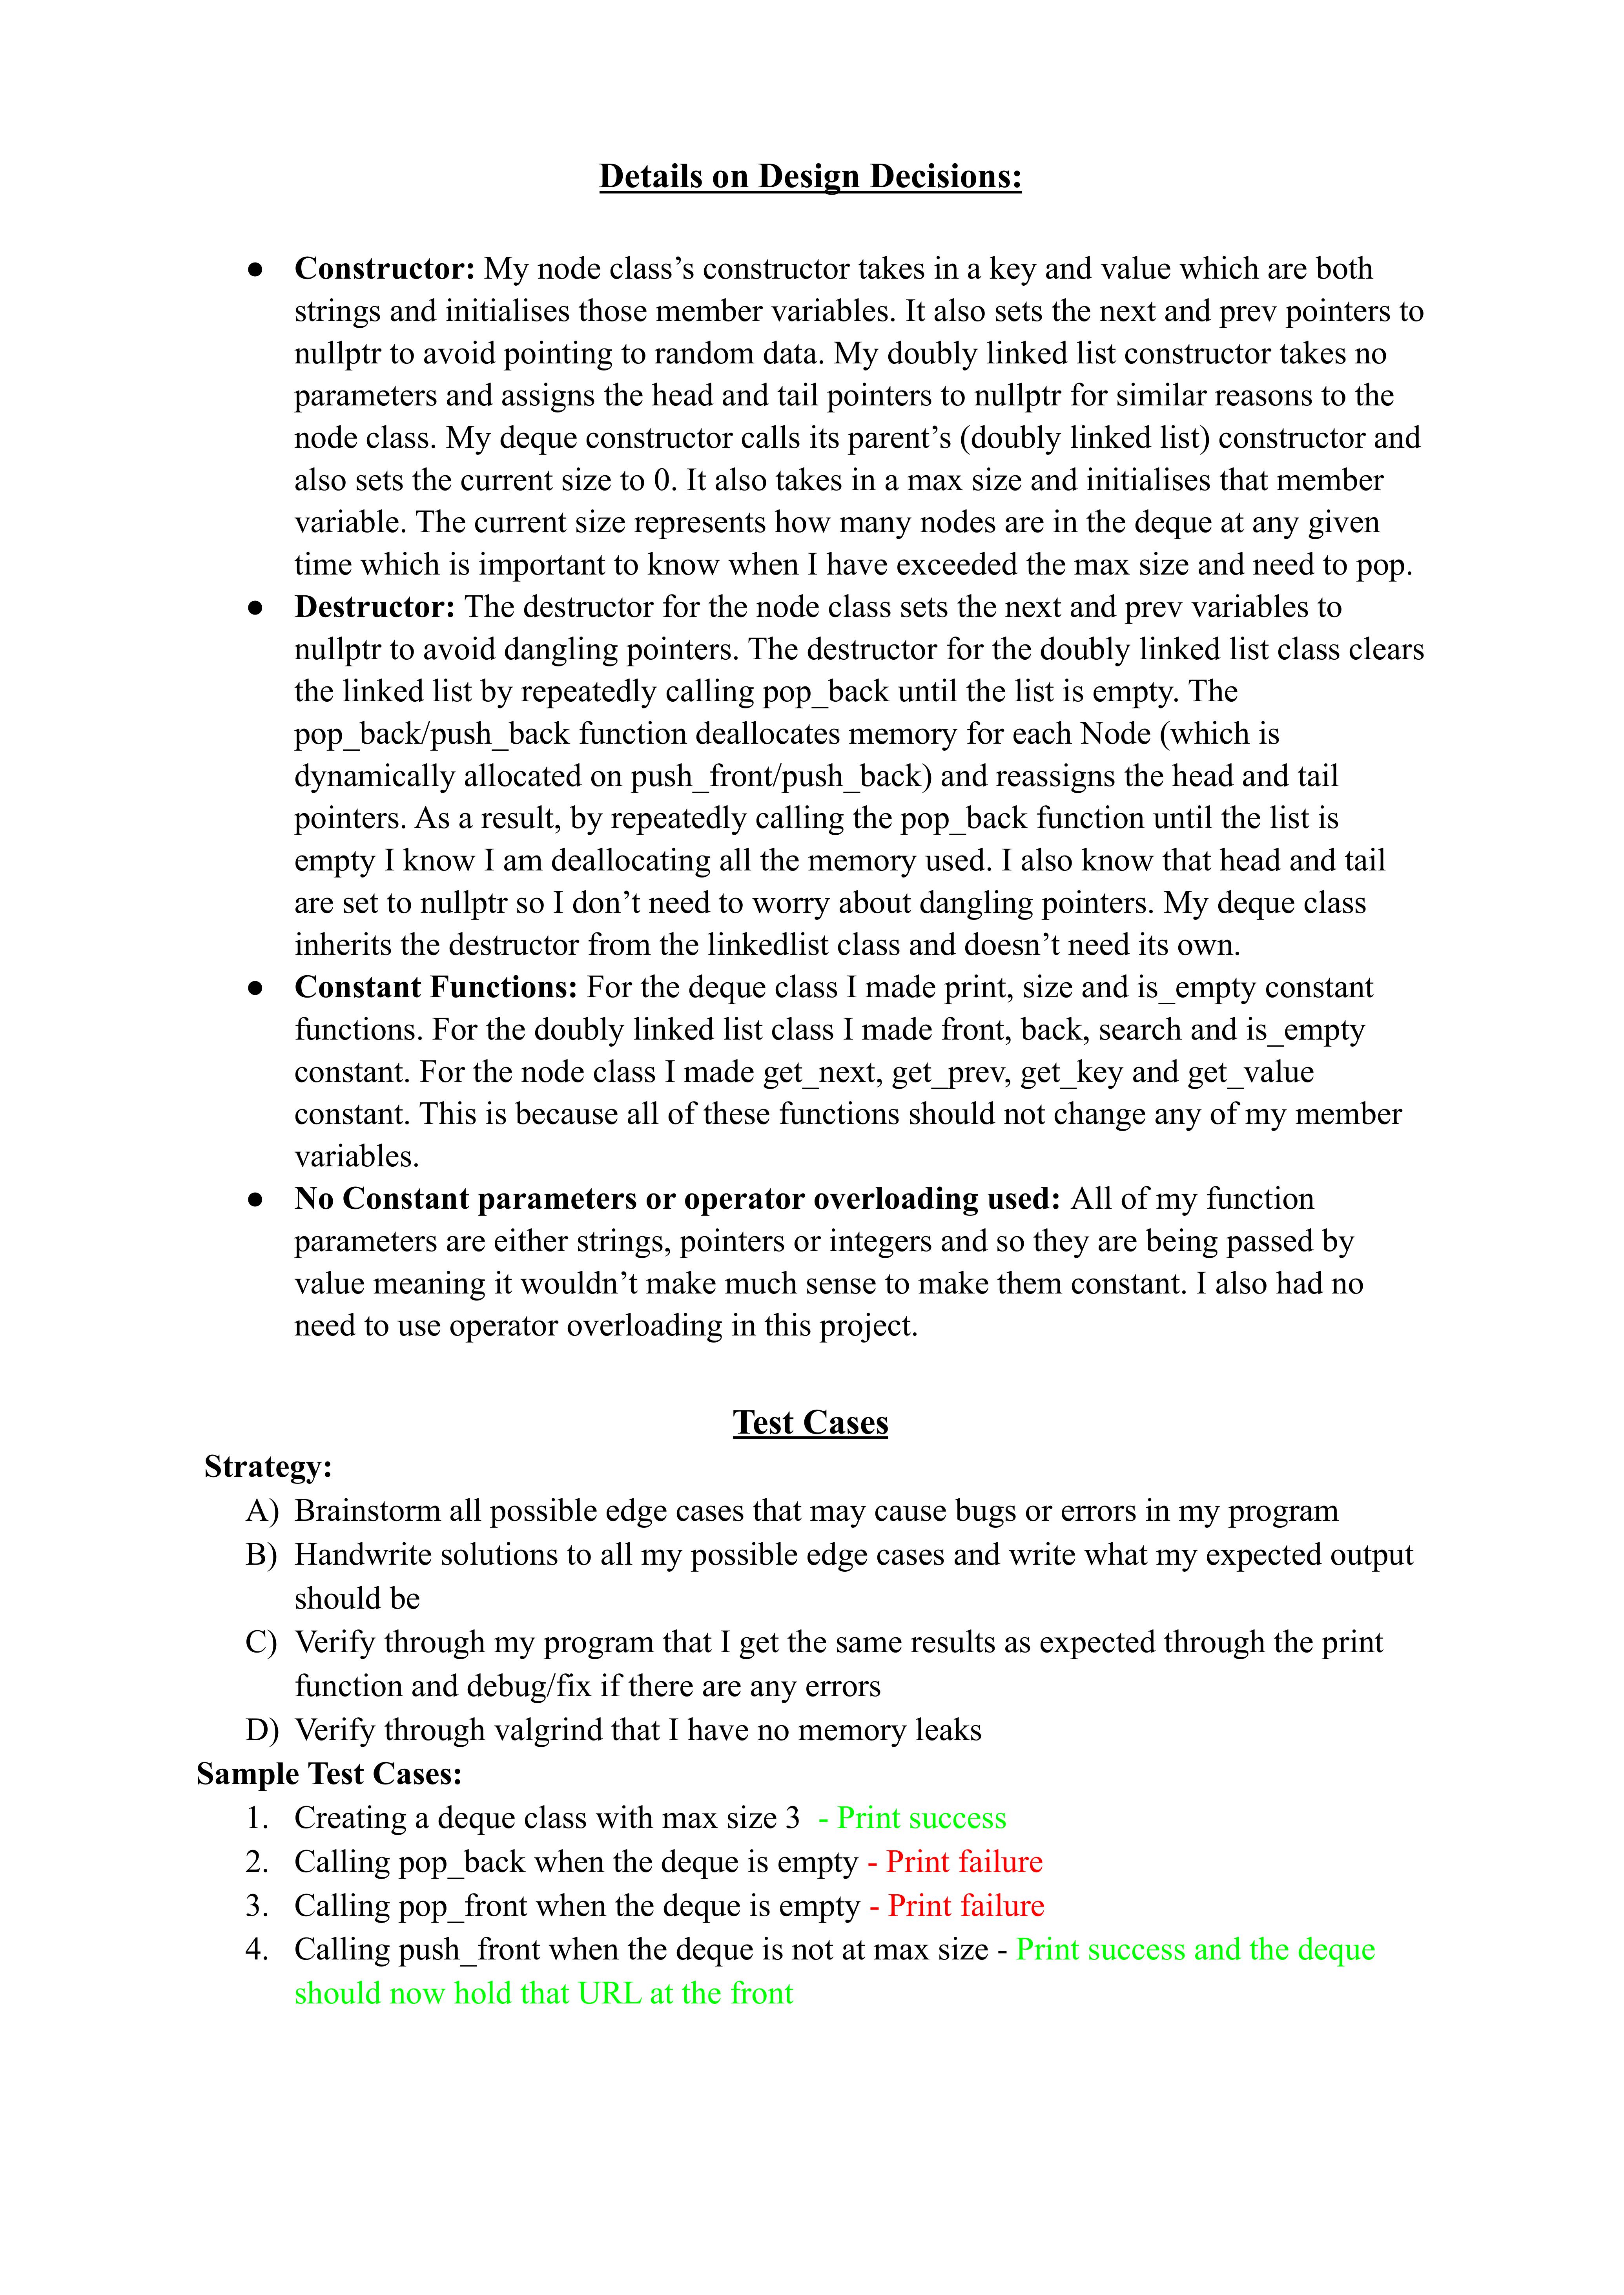 Details on Design Decisions:
● Constructor: My node class’s constructor takes in a key and value which are both
strings and initialises those member variables. It also sets the next and prev pointers to
nullptr to avoid pointing to random data. My doubly linked list constructor takes no
parameters and assigns the head and tail pointers to nullptr for similar reasons to the
node class. My deque constructor calls its parent’s (doubly linked list) constructor and
also sets the current size to 0. It also takes in a max size and initialises that member
variable. The current size represents how many nodes are in the deque at any given
time which is important to know when I have exceeded the max size and need to pop.
● Destructor: The destructor for the node class sets the next and prev variables to
nullptr to avoid dangling pointers. The destructor for the doubly linked list class clears
the linked list by repeatedly calling pop_back until the list is empty. The
pop_back/push_back function deallocates memory for each Node (which is
dynamically allocated on push_front/push_back) and reassigns the head and tail
pointers. As a result, by repeatedly calling the pop_back function until the list is
empty I know I am deallocating all the memory used. I also know that head and tail
are set to nullptr so I don’t need to worry about dangling pointers. My deque class
inherits the destructor from the linkedlist class and doesn’t need its own.
● Constant Functions: For the deque class I made print, size and is_empty constant
functions. For the doubly linked list class I made front, back, search and is_empty
constant. For the node class I made get_next, get_prev, get_key and get_value
constant. This is because all of these functions should not change any of my member
variables.
● No Constant parameters or operator overloading used: All of my function
parameters are either strings, pointers or integers and so they are being passed by
value meaning it wouldn’t make much sense to make them constant. I also had no
need to use operator overloading in this project.
Test Cases
Strategy:
A) Brainstorm all possible edge cases that may cause bugs or errors in my program
B) Handwrite solutions to all my possible edge cases and write what my expected output
should be
C) Verify through my program that I get the same results as expected through the print
function and debug/fix if there are any errors
D) Verify through valgrind that I have no memory leaks
Sample Test Cases:
1. Creating a deque class with max size 3 - Print success
2. Calling pop_back when the deque is empty - Print failure
3. Calling pop_front when the deque is empty - Print failure
4. Calling push_front when the deque is not at max size - Print success and the deque
should now hold that URL at the front